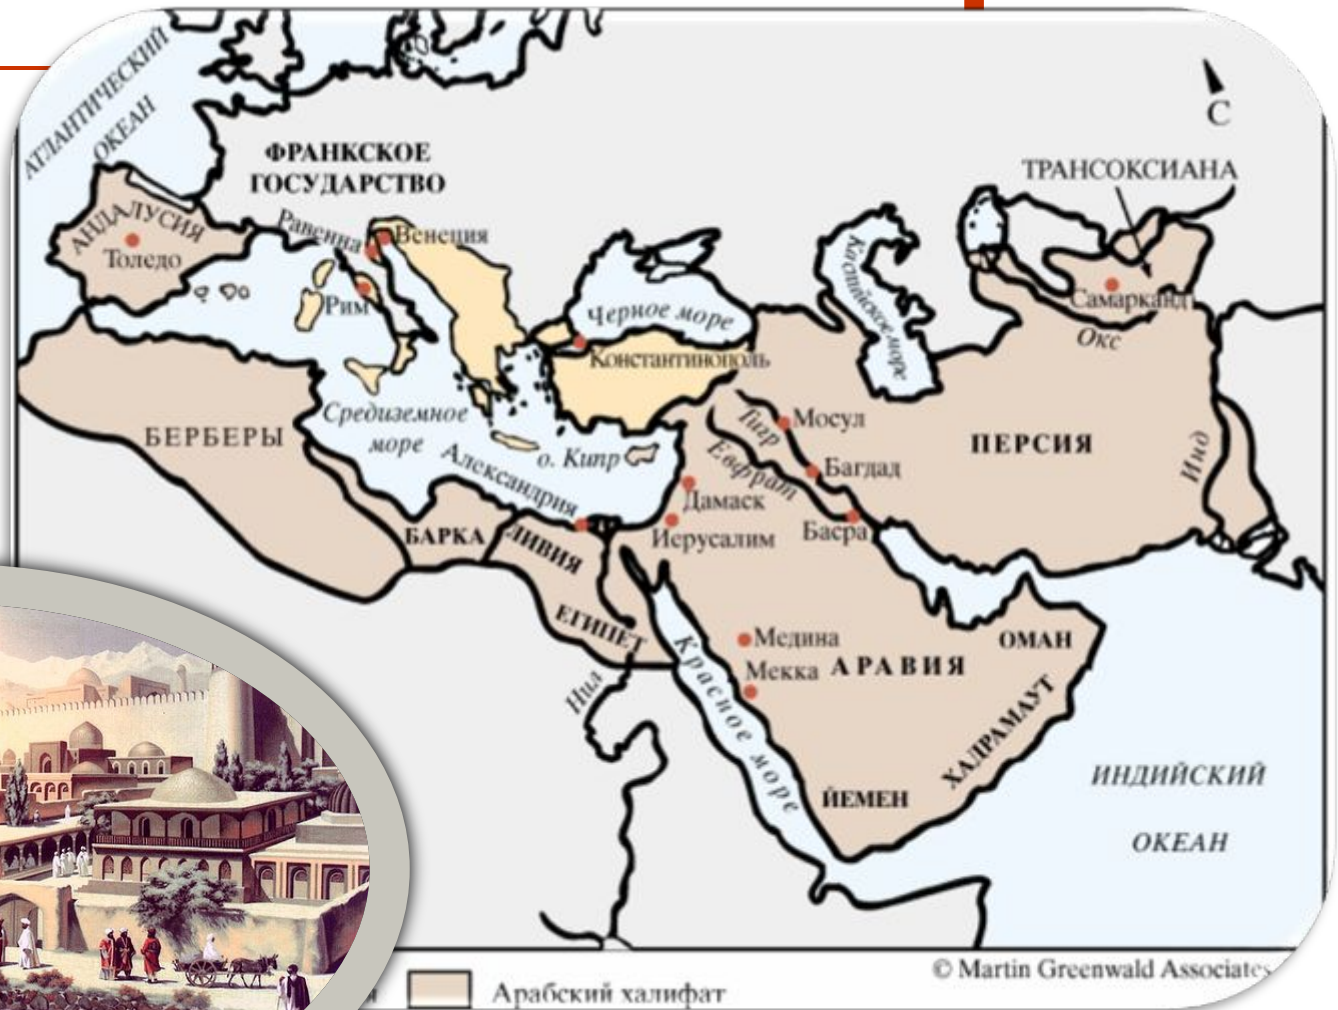 АТЛАНТИЧЕСКИЙ
ОКЕАН
С
ФРАНКСКОЕ
ГОСУДАРСТВО
ТРАНСОКСИАНА
АНДАЛУСИЯ
Толедо
Равенна
Венеция
Рим
Черное море
Константинополь
Каспийское море
Самарканд
Окс
Средиземное
море
БЕРБЕРЫ
о. Кипр
Александрия
Тигр
Мосул
Евфрат
Багдад
ПЕРСИЯ
Инд
Дамаск
Иерусалим
Басра
БАРКА
ЛИВИЯ
ЕГИПЕТ
Нил
Красное море
Медина
Мекка
АРАВИЯ
ОМАН
ХАДРАМАУТ
ЙЕМЕН
ИНДИЙСКИЙ
ОКЕАН
© Martin Greenwald Associates
Арабский халифат